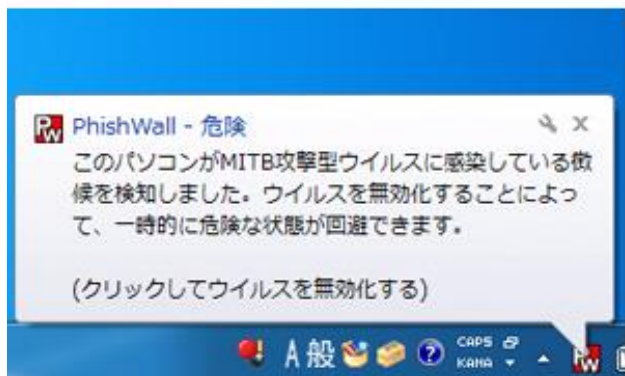 PhishWall - 危険
このパソコンがMITB攻撃型ウイルスに感染している徴
候を検知しました。ウイルスを無効化することによっ
て、一時的に危険な状態が回避できます。
(クリックしてウイルスを無効化する)
A 般 CAPS
KANA
PW